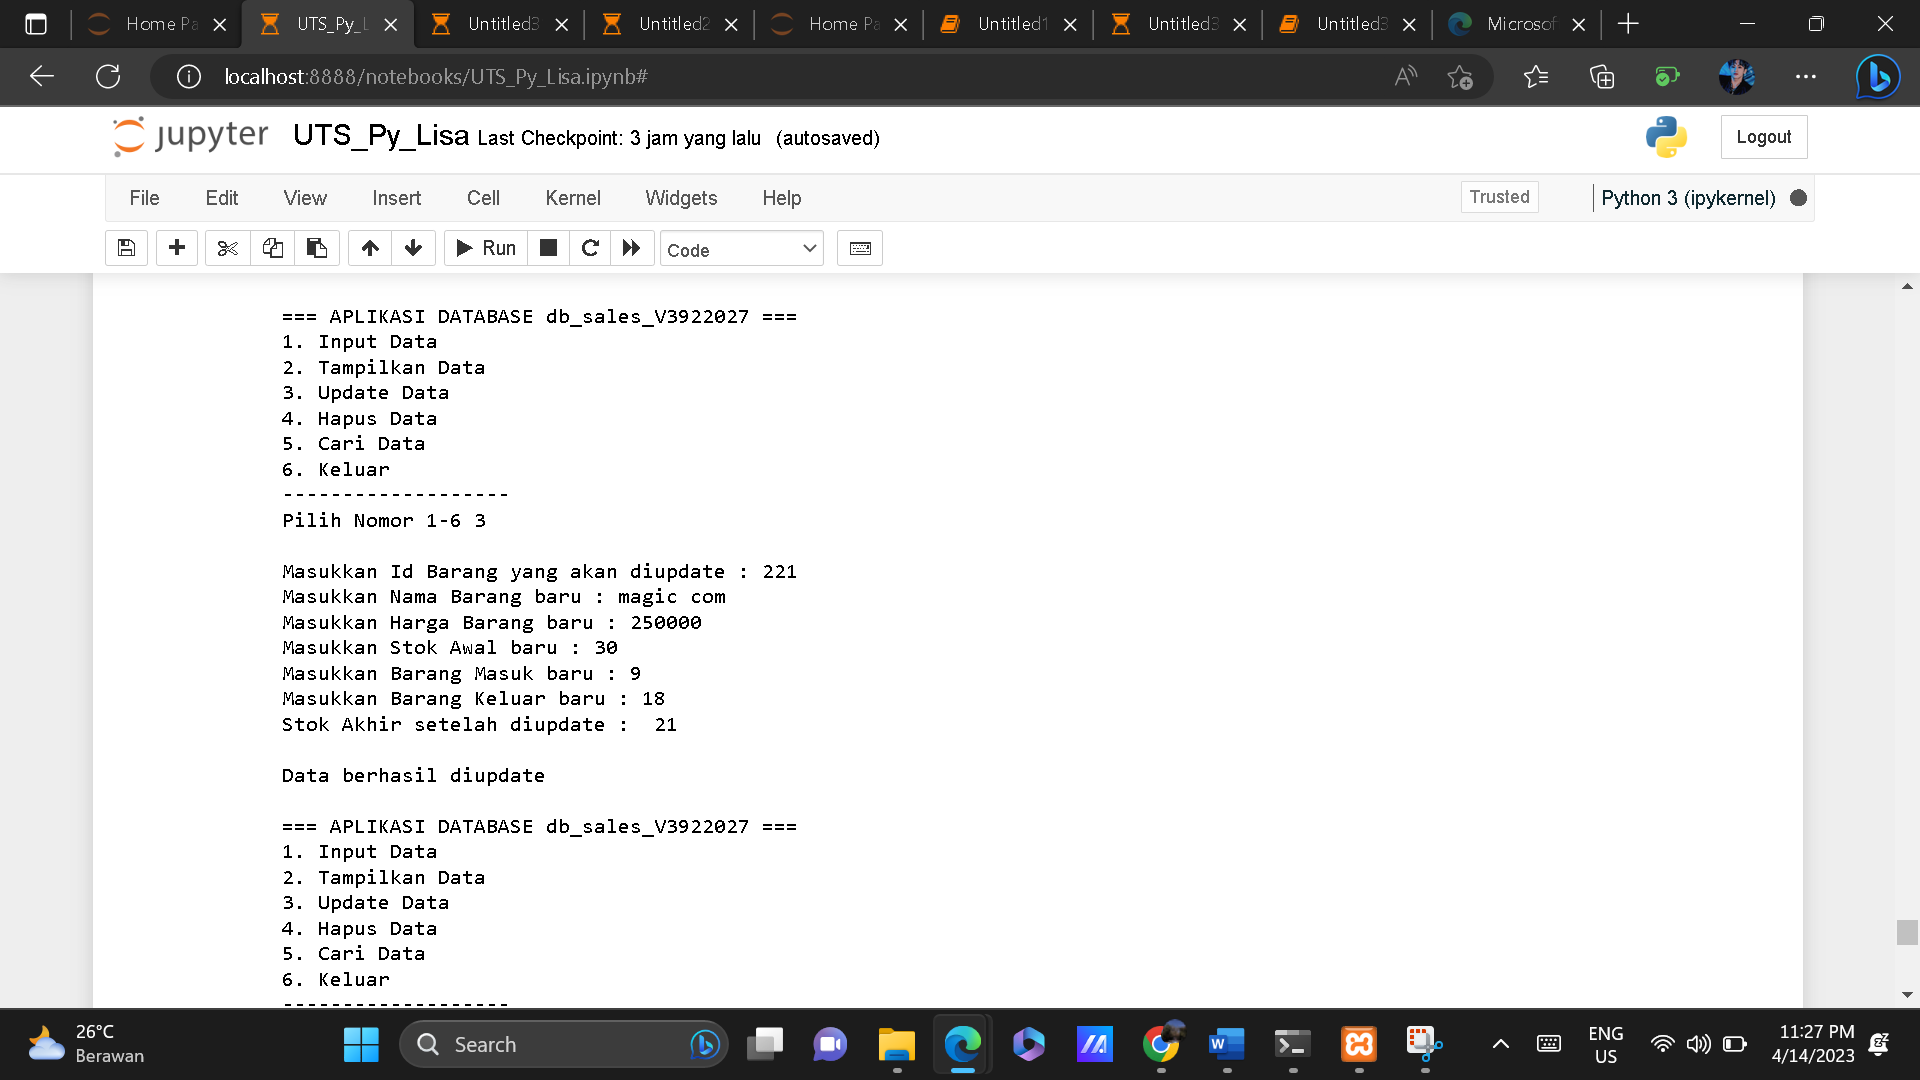 Home Pa
UTS_Py_L
Untitled3
Untitled2
Home Pa
Untitled1
Untitled3
Untitled3
Microsof
localhost:8888/notebooks/UTS_Py_Lisa.ipynb#
jupyter UTS_Py_Lisa Last Checkpoint: 3 jam yang lalu (autosaved)
Logout
File Edit View Insert Cell Kernel Widgets Help
Trusted
Python 3 (ipykernel)
Run
Code
=== APLIKASI DATABASE db_sales_V3922027 ===
1. Input Data
2. Tampilkan Data
3. Update Data
4. Hapus Data
5. Cari Data
6. Keluar
-------------------
Pilih Nomor 1-6 3
Masukkan Id Barang yang akan diupdate : 221
Masukkan Nama Barang baru : magic com
Masukkan Harga Barang baru : 250000
Masukkan Stok Awal baru : 30
Masukkan Barang Masuk baru : 9
Masukkan Barang Keluar baru : 18
Stok Akhir setelah diupdate :  21
Data berhasil diupdate
=== APLIKASI DATABASE db_sales_V3922027 ===
1. Input Data
2. Tampilkan Data
3. Update Data
4. Hapus Data
5. Cari Data
6. Keluar
-------------------
26°C
Berawan
Search
ENG
US
11:27 PM
4/14/2023